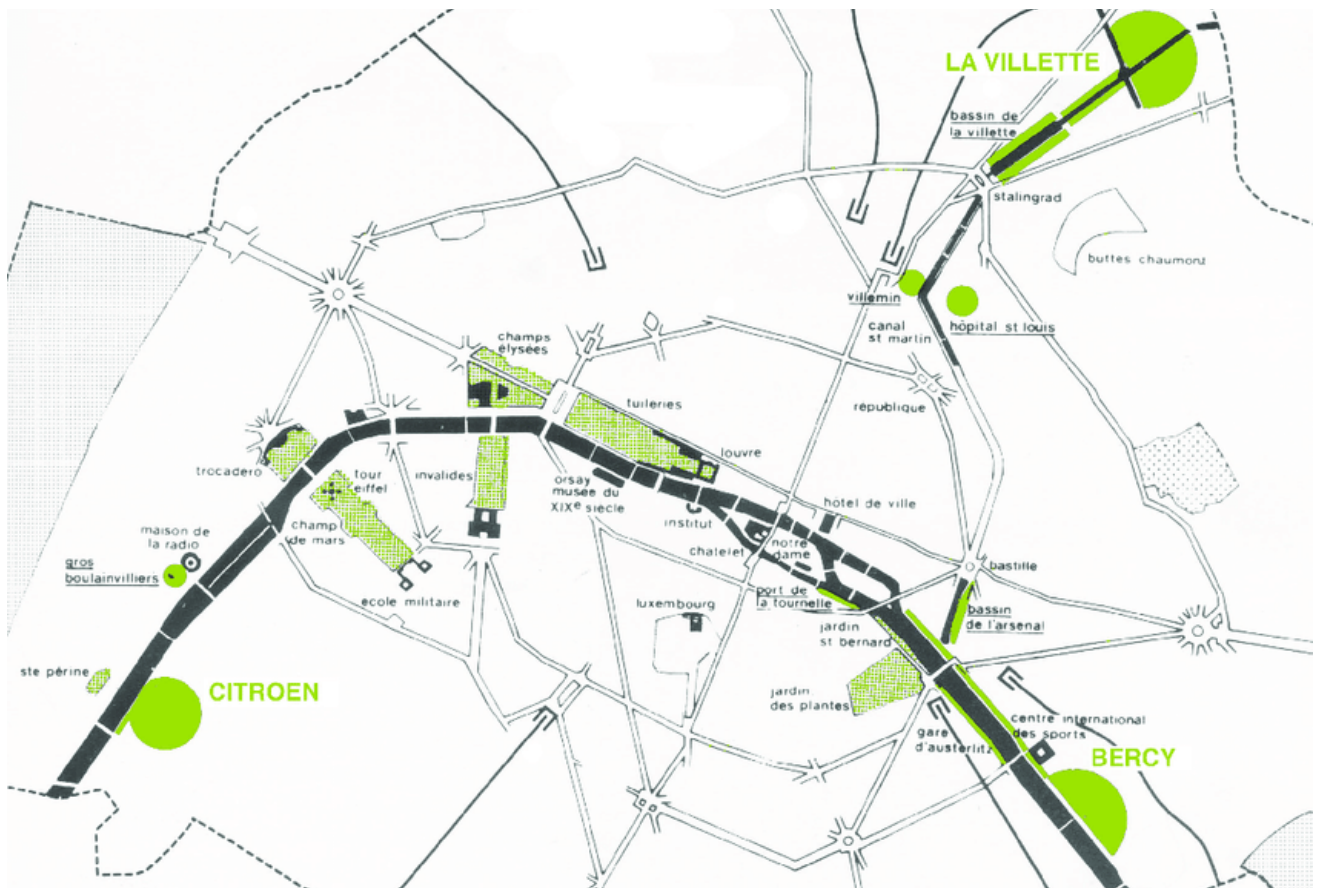 LA VILLETTE
bassin de
la villette
stalingrad
buttes chaumont
villemin
canal
st martin
hôpital st louis
champs
élysées
tuileries
république
trocadero
tour
eiffel
invalides
louvre
orsay
musée du
XIXe siècle
institut
hotel de ville
maison de
la radio
champ
de mars
chatelet
notre
dame
gros
boulainvilliers
bastille
ecole militaire
luxembourg
port de
la tournelle
bassin
de l'arsenal
jardin
st bernard
ste périne
CITROEN
jardin
des plantes
centre international
des sports
gare
d'austerlitz
BERCY